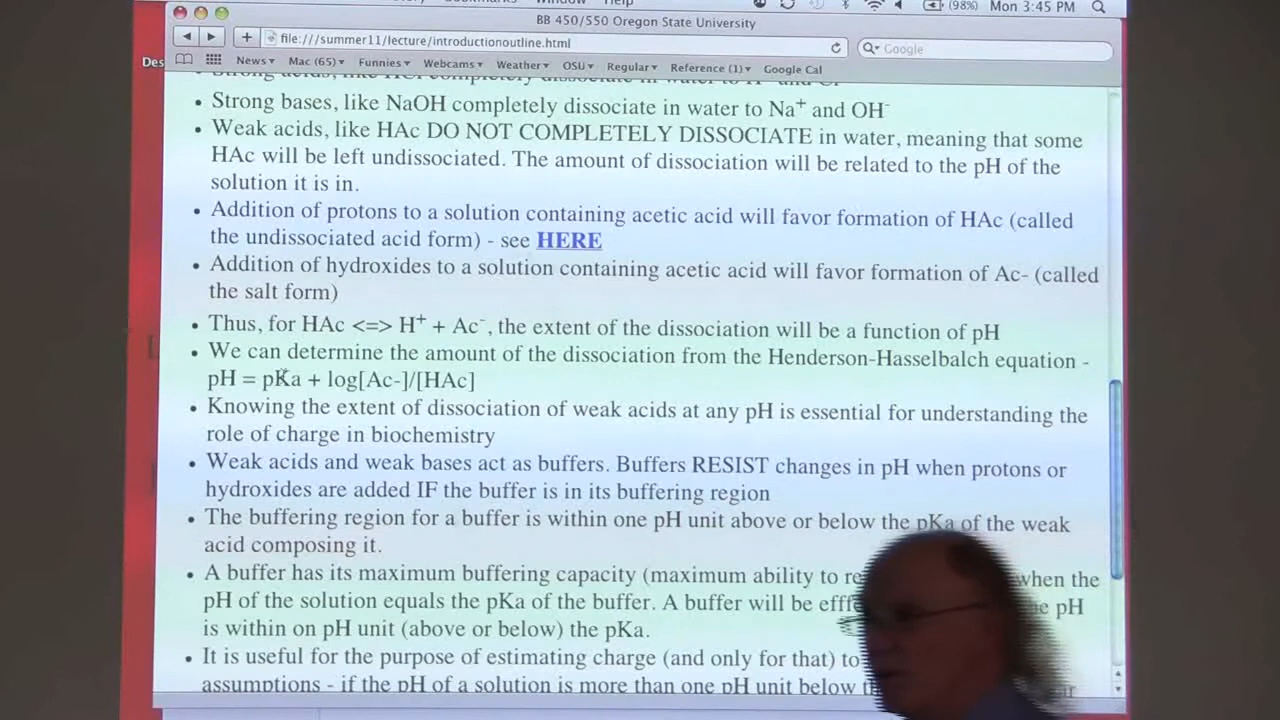 Window Help
(98%) Mon 3:45 PM
BB 450/550 Oregon State University
file:///summer11/lecture/introductionoutline.html
Google
Des
News Mac (65) Funnies Webcams Weather OSU Regular Reference (1) Google Cal
• Strong bases, like NaOH completely dissociate in water to Na+ and OH-
• Weak acids, like HAc DO NOT COMPLETELY DISSOCIATE in water, meaning that some
HAc will be left undissociated. The amount of dissociation will be related to the pH of the
solution it is in.
• Addition of protons to a solution containing acetic acid will favor formation of HAc (called
the undissociated acid form) - see HERE
• Addition of hydroxides to a solution containing acetic acid will favor formation of Ac- (called
the salt form)
• Thus, for HAc <=> H+ + Ac-, the extent of the dissociation will be a function of pH
• We can determine the amount of the dissociation from the Henderson-Hasselbalch equation -
pH = pKa + log[Ac-]/[HAc]
• Knowing the extent of dissociation of weak acids at any pH is essential for understanding the
role of charge in biochemistry
• Weak acids and weak bases act as buffers. Buffers RESIST changes in pH when protons or
hydroxides are added IF the buffer is in its buffering region
• The buffering region for a buffer is within one pH unit above or below the pKa of the weak
acid composing it.
• A buffer has its maximum buffering capacity (maximum ability to re when the
pH of the solution equals the pKa of the buffer. A buffer will be eff pH
is within on pH unit (above or below) the pKa.
• It is useful for the purpose of estimating charge (and only for that) to
assumptions - if the pH of a solution is more than one pH unit below